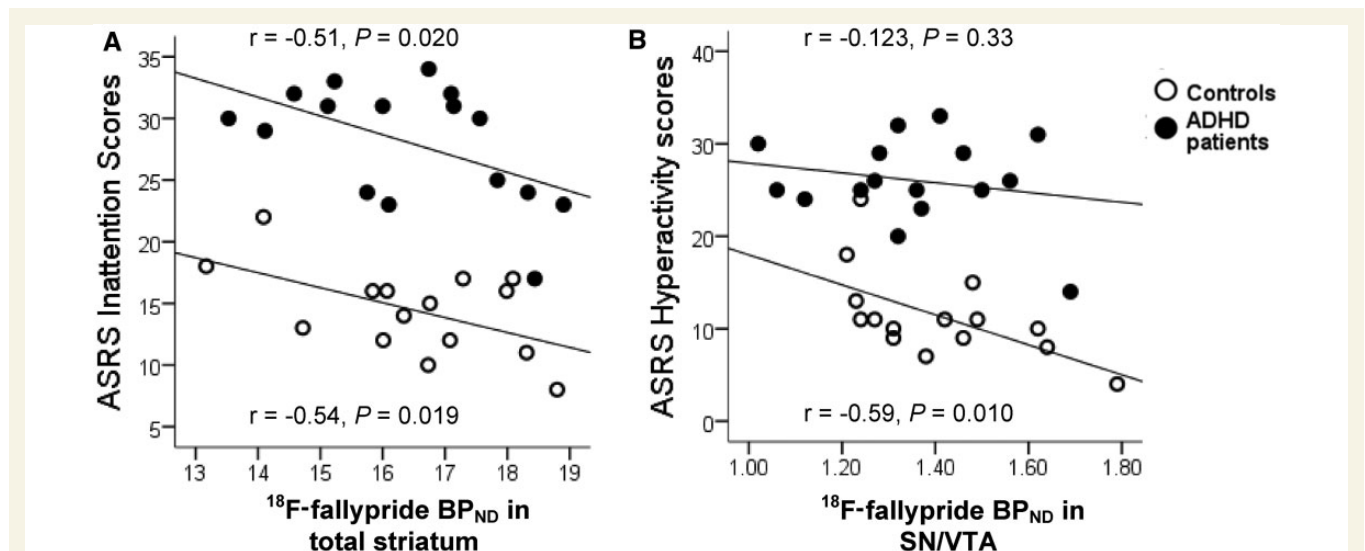 A
r = -0.51, P = 0.020
ASRS Inattention Scores
35
30
25
20
15
10
5
r = -0.54, P = 0.019
13 14 15 16 17 18 19
¹⁸F-fallypride BP_ND in
total striatum
B
r = -0.123, P = 0.33
ASRS Hyperactivity scores
40
30
20
10
0
r = -0.59, P = 0.010
1.00 1.20 1.40 1.60 1.80
¹⁸F-fallypride BP_ND in
SN/VTA
Controls
ADHD
patients